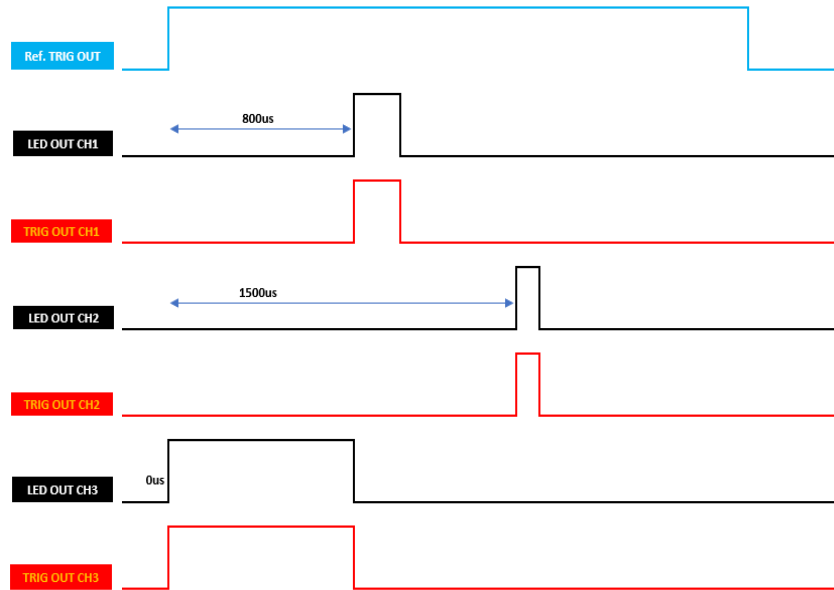 Ref. TRIG OUT
800us
LED OUT CH1
TRIG OUT CH1
1500us
LED OUT CH2
TRIG OUT CH2
0us
LED OUT CH3
TRIG OUT CH3